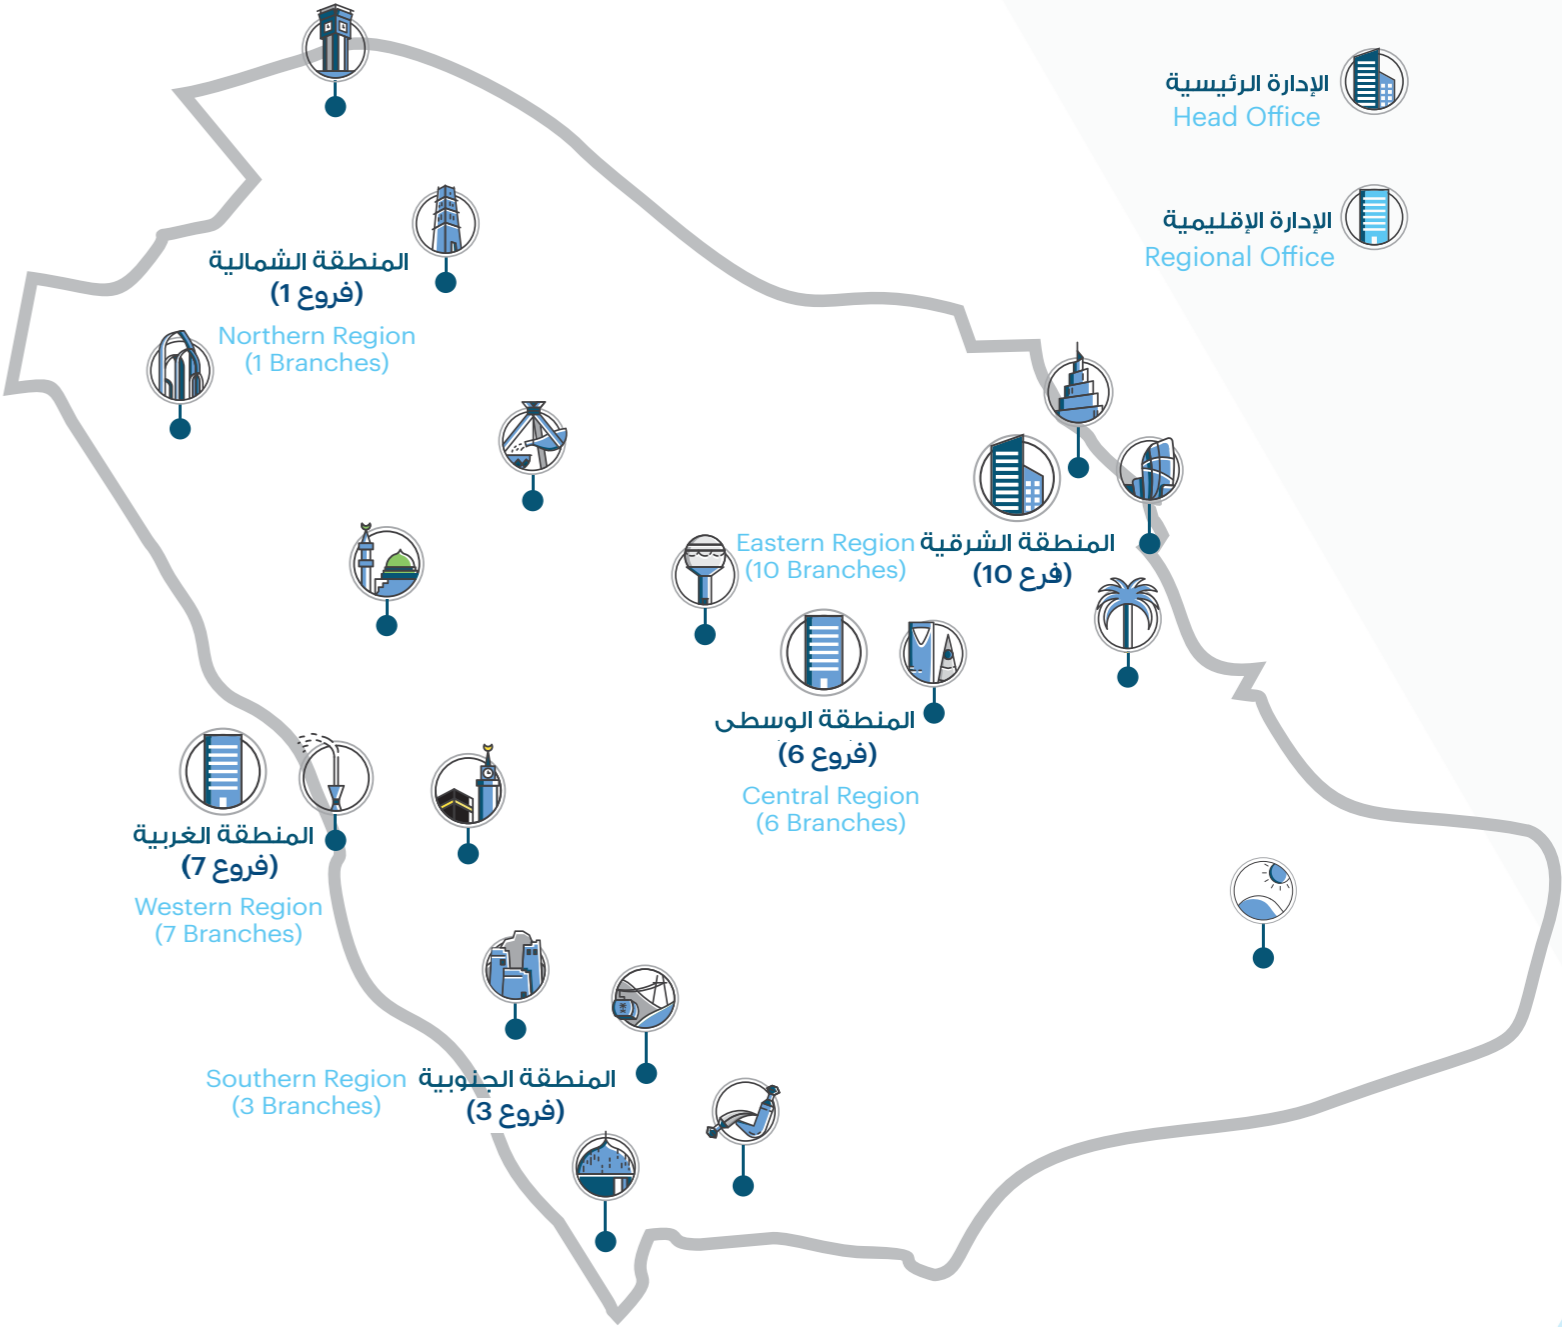 الإدارة الرئيسية
Head Office
الإدارة الإقليمية
Regional Office
المنطقة الشمالية
(1 فروع)
Northern Region
(1 Branches)
المنطقة الشرقية
(10 فرع)
Eastern Region
(10 Branches)
المنطقة الوسطى
(6 فروع)
Central Region
(6 Branches)
المنطقة الغربية
(7 فروع)
Western Region
(7 Branches)
المنطقة الجنوبية
(3 فروع)
Southern Region
(3 Branches)